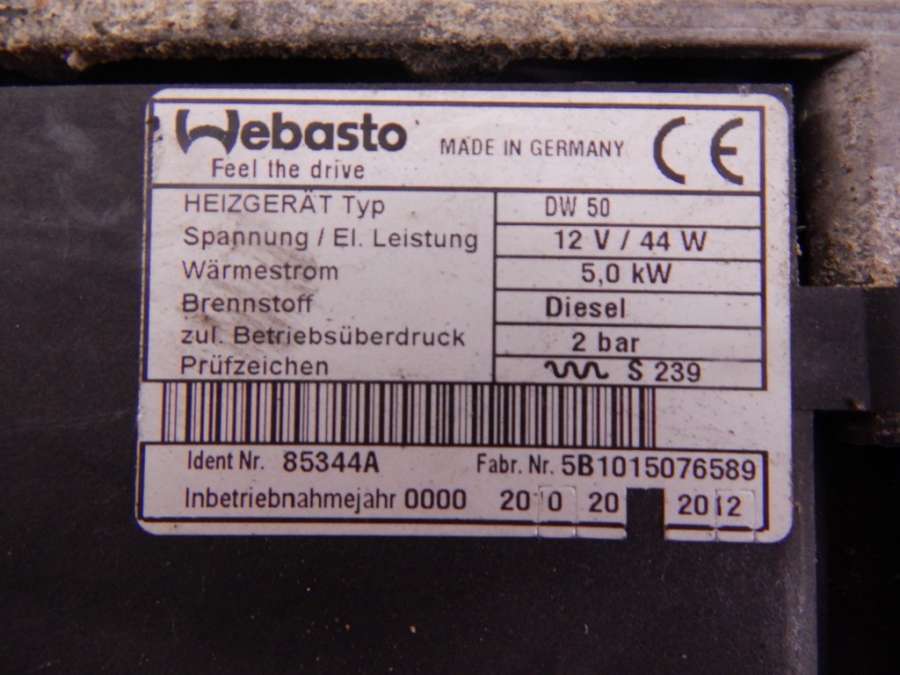 Webasto
Feel the drive
MADE IN GERMANY
CE
HEIZGERÄT Typ DW 50
Spannung / El. Leistung 12 V / 44 W
Wärmestrom 5,0 kW
Brennstoff Diesel
zul. Betriebsüberdruck 2 bar
Prüfzeichen S 239
Ident Nr. 85344A Fabr. Nr. 5B1015076589
Inbetriebnahmejahr 0000 2010 20 2012